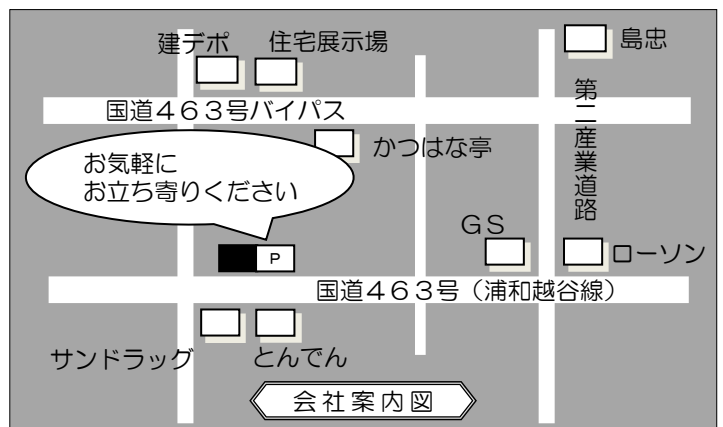 建デポ
住宅展示場
島忠
国道４６３号バイパス
第二産業道路
かつはな亭
お気軽に
お立ち寄りください
ＧＳ
P
ローソン
国道４６３号（浦和越谷線）
サンドラッグ
とんでん
会社案内図